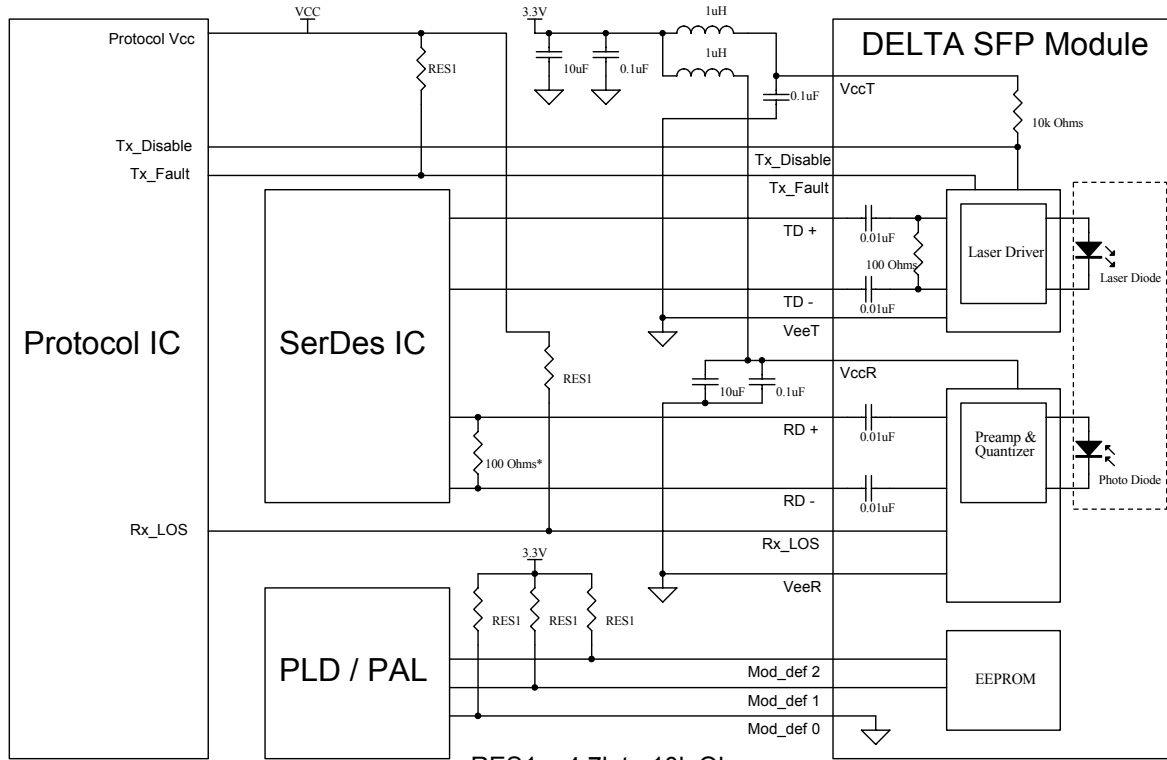 VCC
3.3V
1uH
Protocol Vcc
RES1
10uF
0.1uF
1uH
DELTA SFP Module
0.1uF
VccT
10k Ohms
Tx_Disable
Tx_Disable
Tx_Fault
Tx_Fault
TD +
0.01uF
100 Ohms
Laser Driver
Laser Diode
TD -
0.01uF
VeeT
Protocol IC
SerDes IC
RES1
10uF
0.1uF
VccR
RD +
0.01uF
Preamp &
Quantizer
100 Ohms*
Photo Diode
RD -
0.01uF
Rx_LOS
Rx_LOS
3.3V
VeeR
RES1
RES1
RES1
PLD / PAL
Mod_def 2
EEPROM
Mod_def 1
Mod_def 0